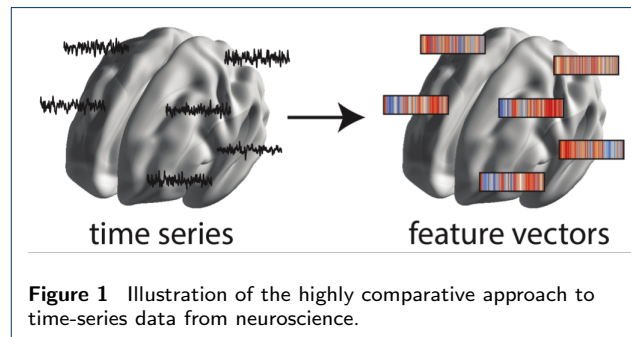 time series
feature vectors
Figure 1 Illustration of the highly comparative approach to
time-series data from neuroscience.